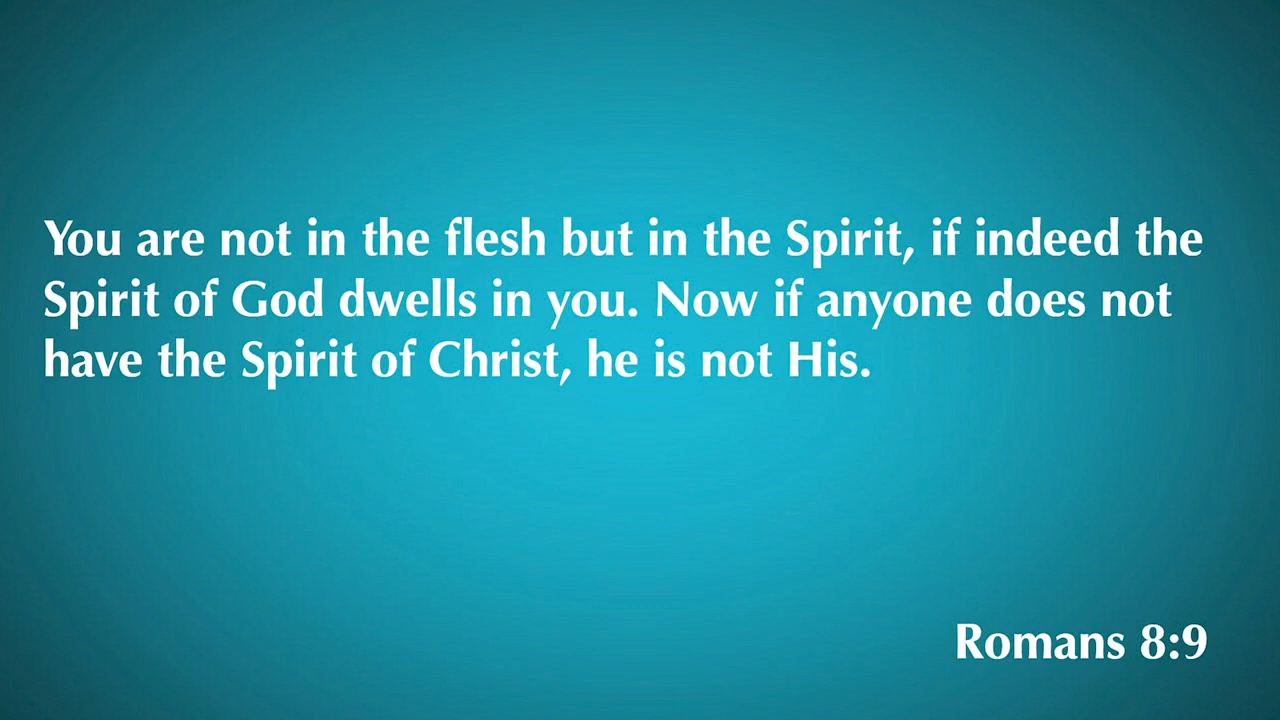 You are not in the flesh but in the Spirit, if indeed the
Spirit of God dwells in you. Now if anyone does not
have the Spirit of Christ, he is not His.
Romans 8:9